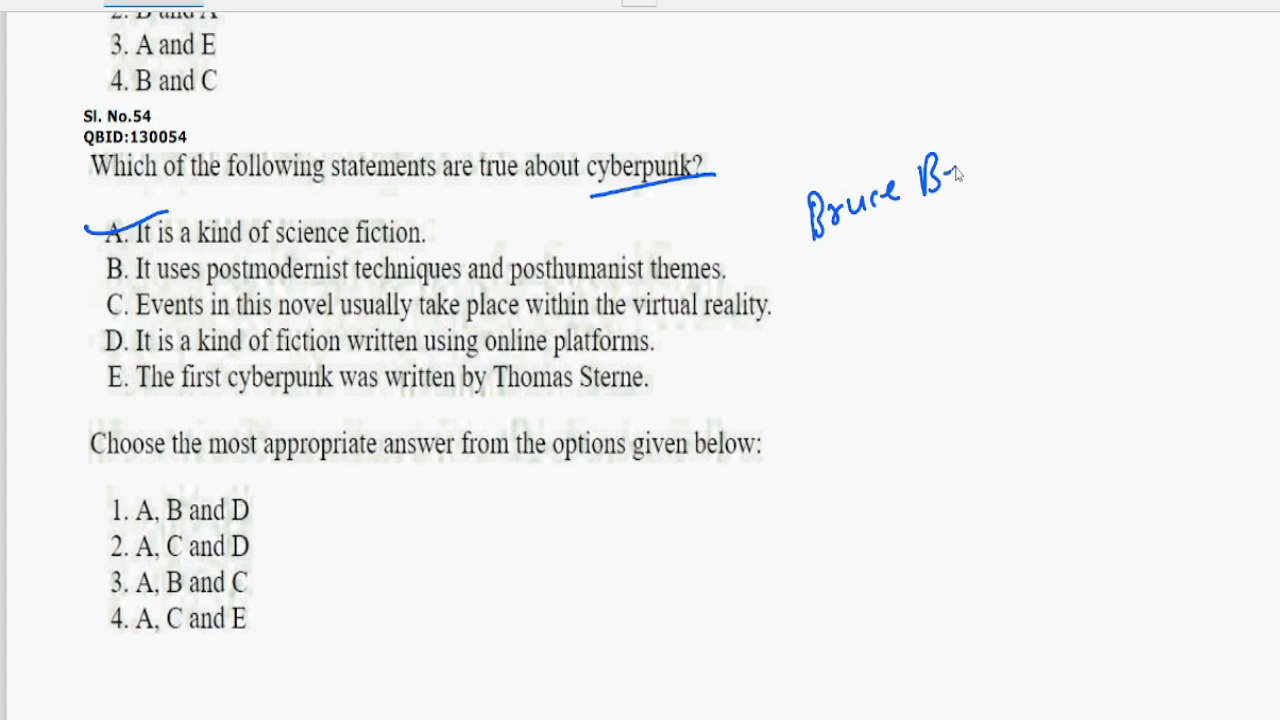 3. A and E
4. B and C
Sl. No.54
QBID:130054
Which of the following statements are true about cyberpunk?
Bruce B
A. It is a kind of science fiction.
B. It uses postmodernist techniques and posthumanist themes.
C. Events in this novel usually take place within the virtual reality.
D. It is a kind of fiction written using online platforms.
E. The first cyberpunk was written by Thomas Sterne.
Choose the most appropriate answer from the options given below:
1. A, B and D
2. A, C and D
3. A, B and C
4. A, C and E